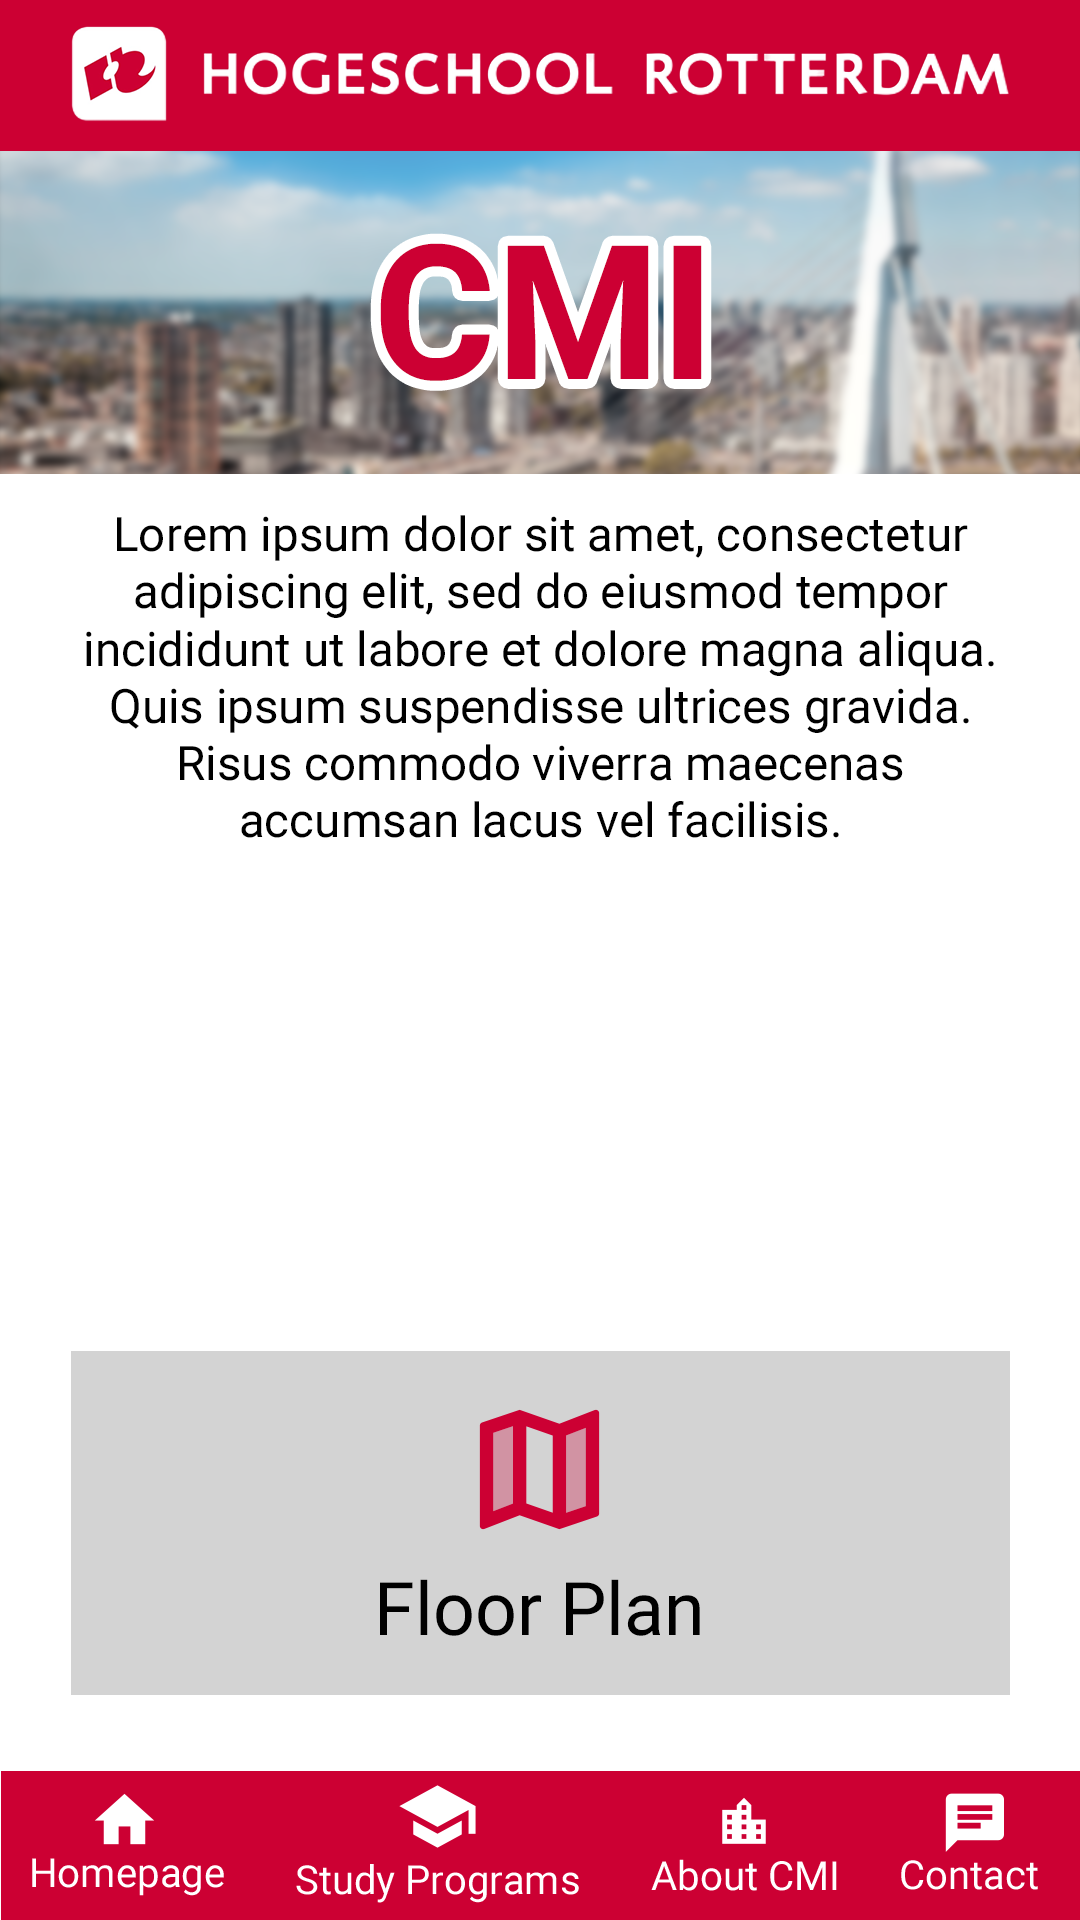 HOGESCHOOL ROTTERDAM
CMI
Lorem ipsum dolor sit amet, consectetur
adipiscing elit, sed do eiusmod tempor
incididunt ut labore et dolore magna aliqua.
Quis ipsum suspendisse ultrices gravida.
Risus commodo viverra maecenas
accumsan lacus vel facilisis.
Floor Plan
Homepage
Study Programs
About CMI
Contact